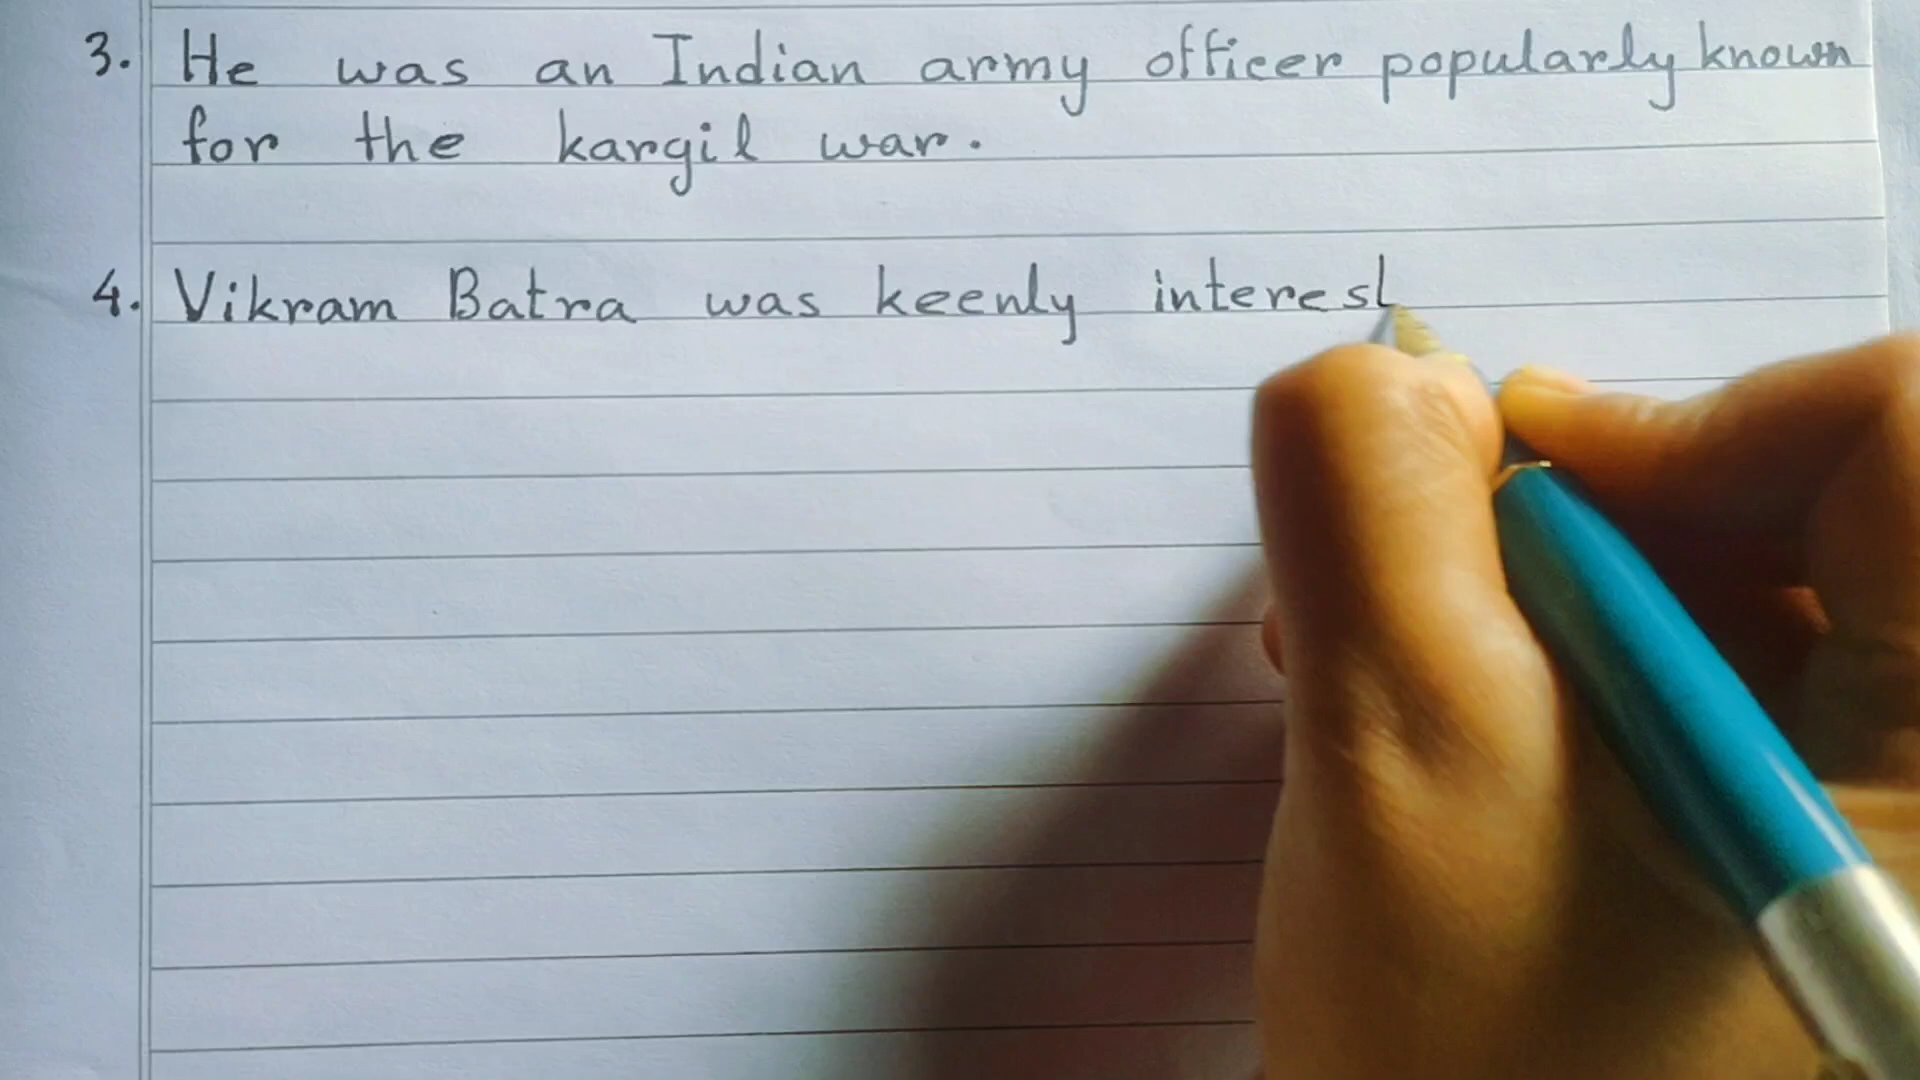 3. He was an Indian army officer popularly known
for the kargil war.
4. Vikram Batra was keenly interest